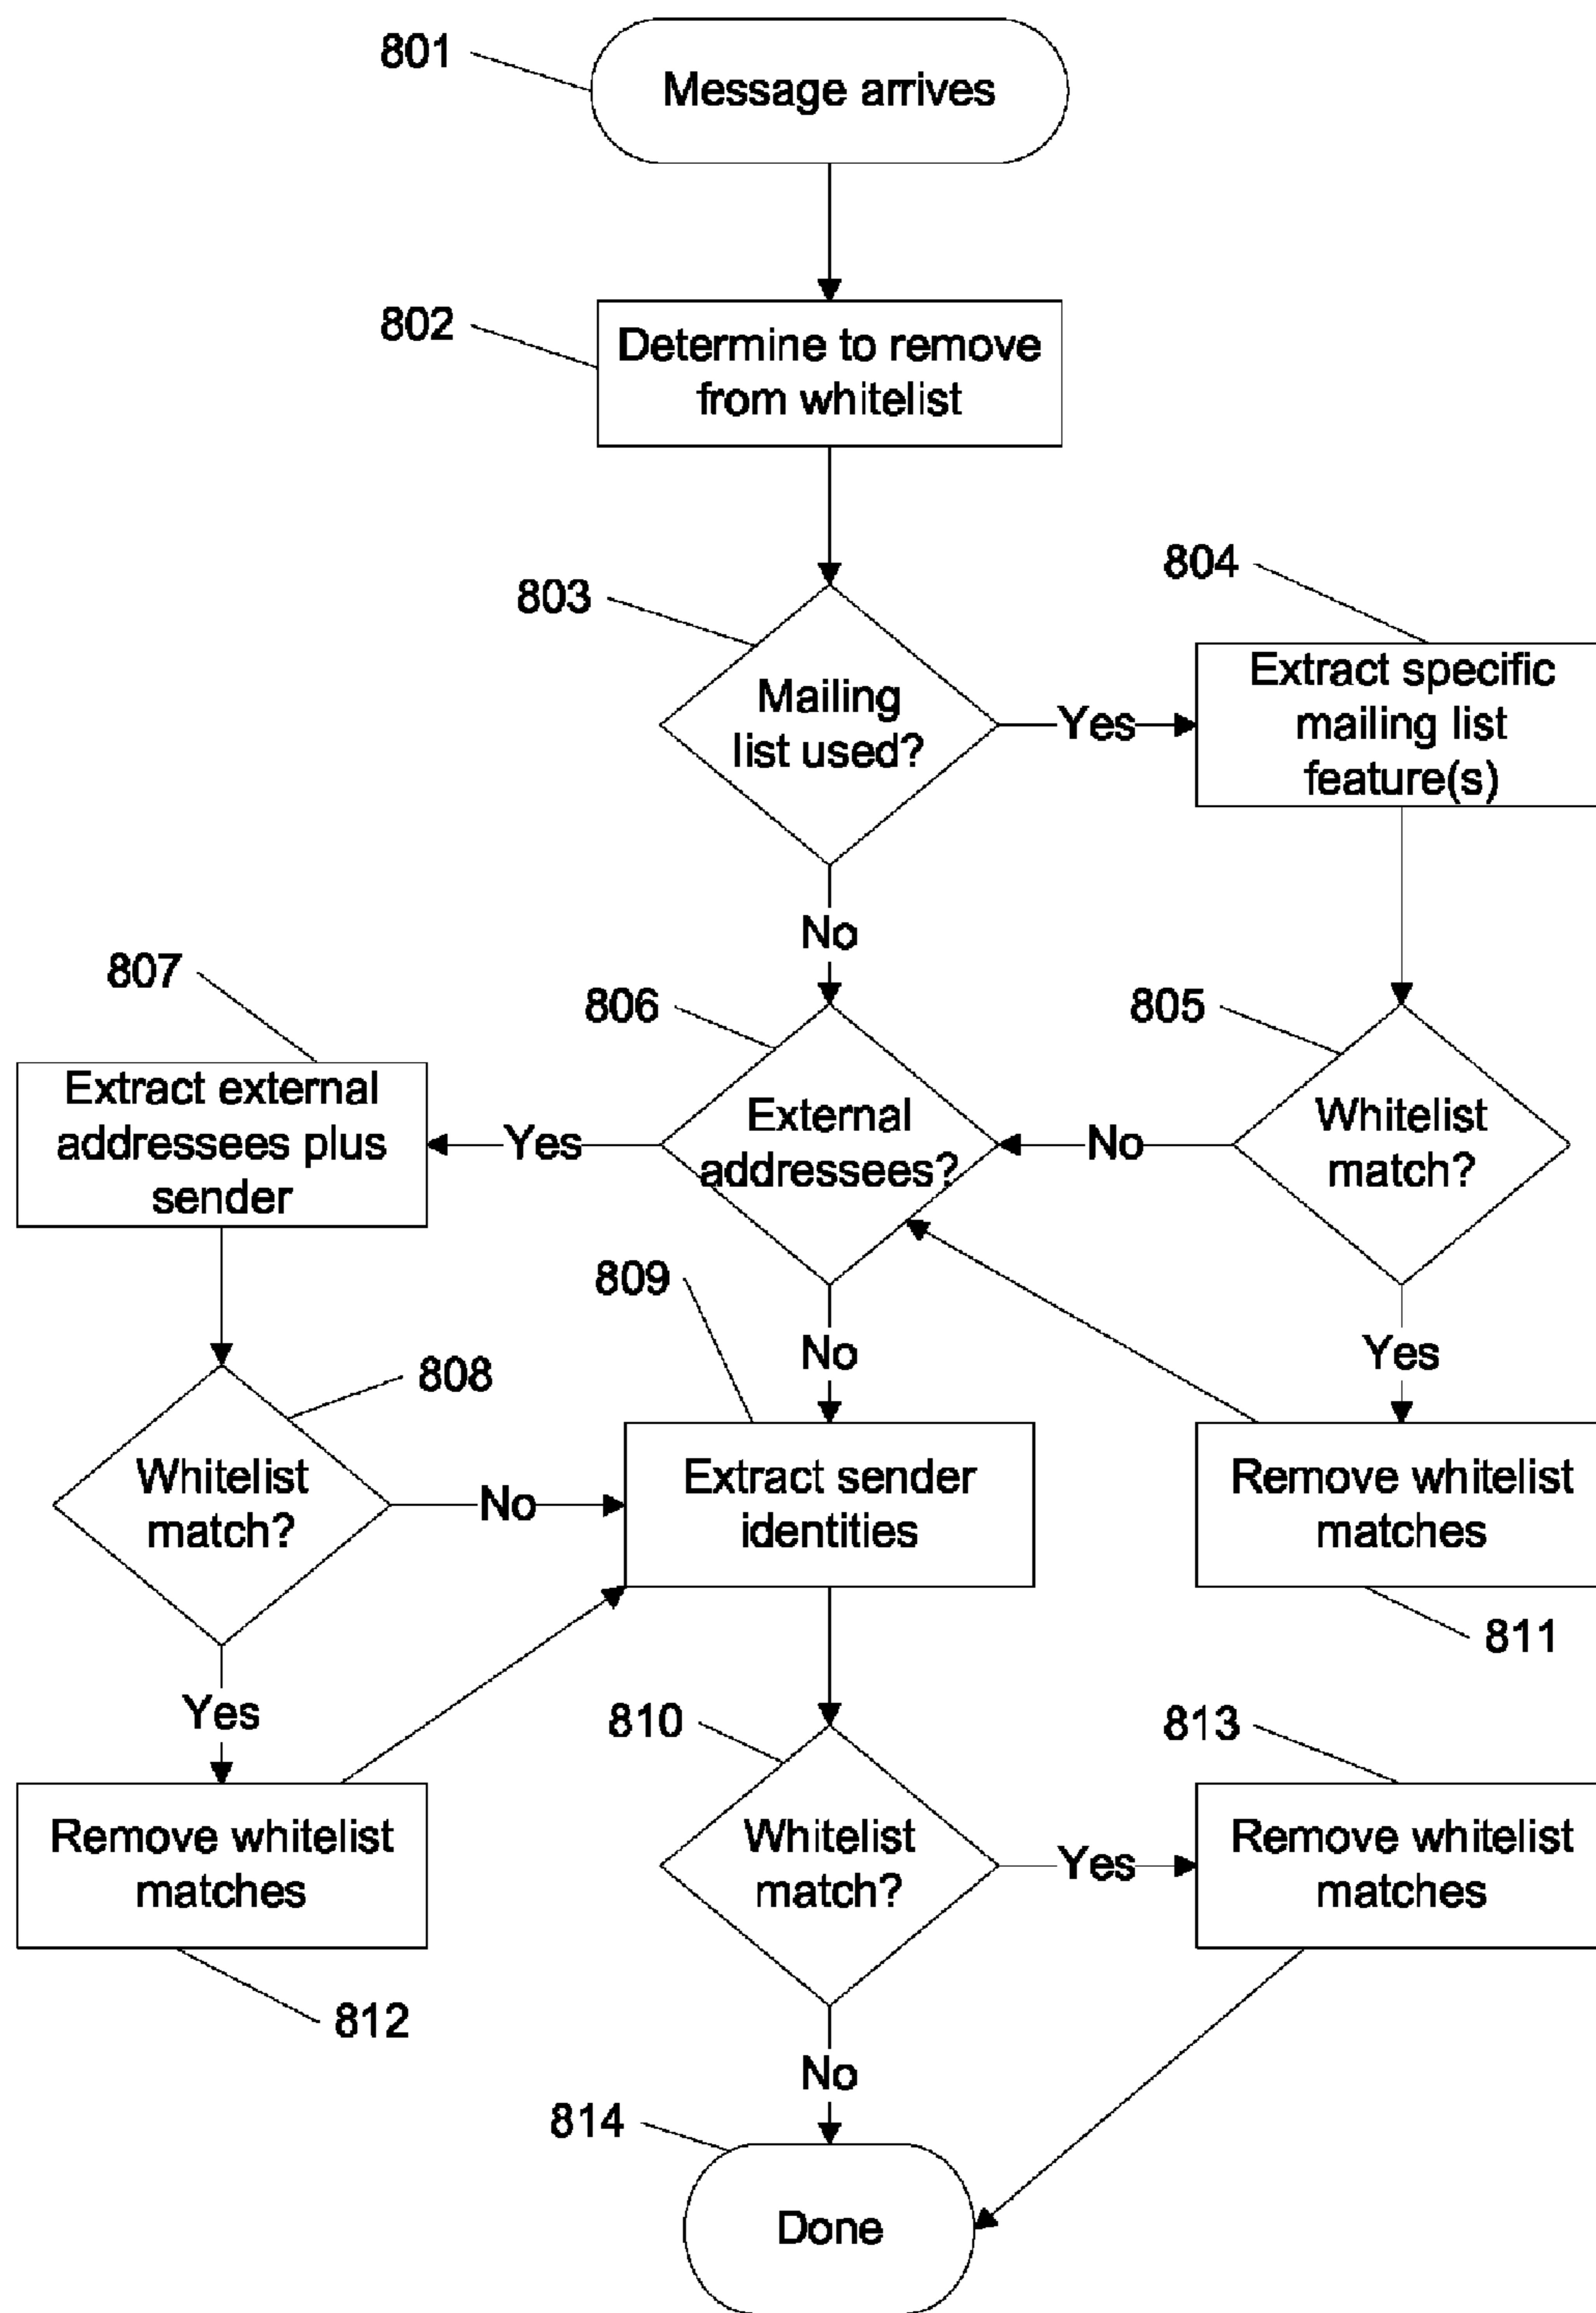 801
Message arrives
802
Determine to remove
from whitelist
803
Mailing
list used?
Yes
804
Extract specific
mailing list
feature(s)
No
807
Extract external
addressees plus
sender
Yes
806
External
addressees?
No
805
Whitelist
match?
808
Whitelist
match?
No
809
No
Extract sender
identities
Yes
Remove whitelist
matches
811
Yes
Remove whitelist
matches
812
810
Whitelist
match?
Yes
813
Remove whitelist
matches
No
814
Done